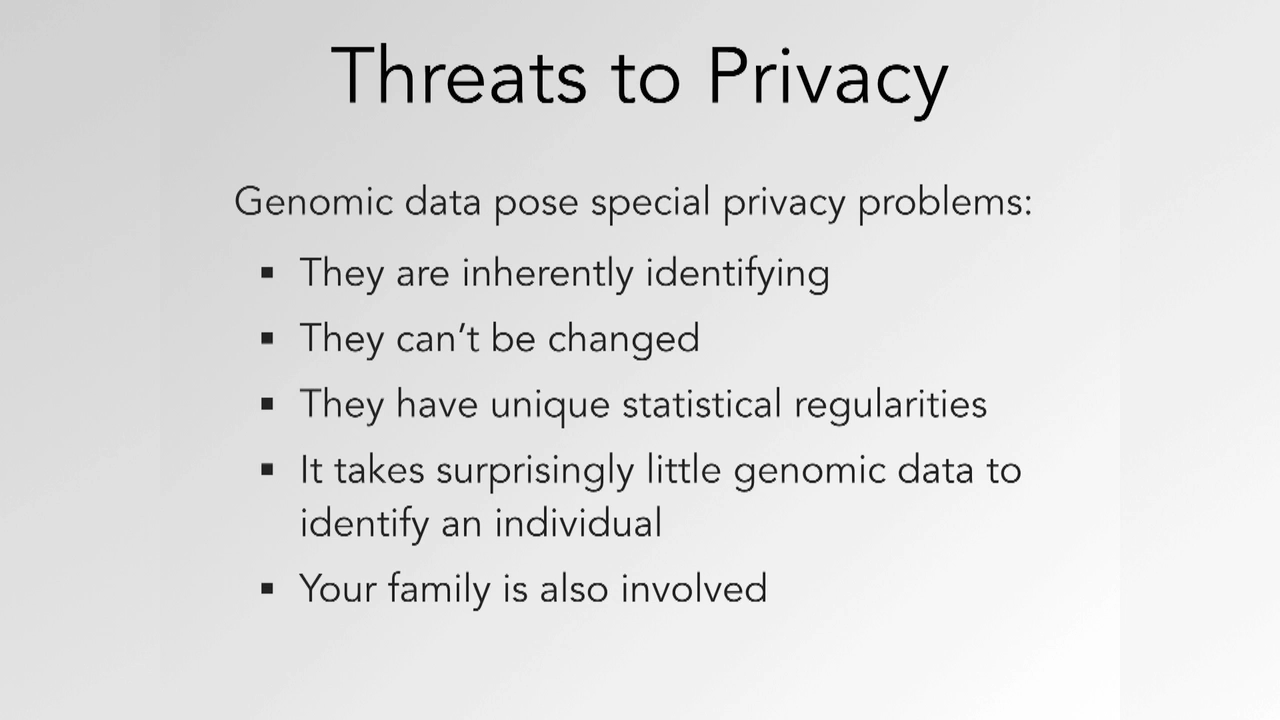 Threats to Privacy
Genomic data pose special privacy problems:
▪ They are inherently identifying
▪ They can’t be changed
▪ They have unique statistical regularities
▪ It takes surprisingly little genomic data to
identify an individual
▪ Your family is also involved